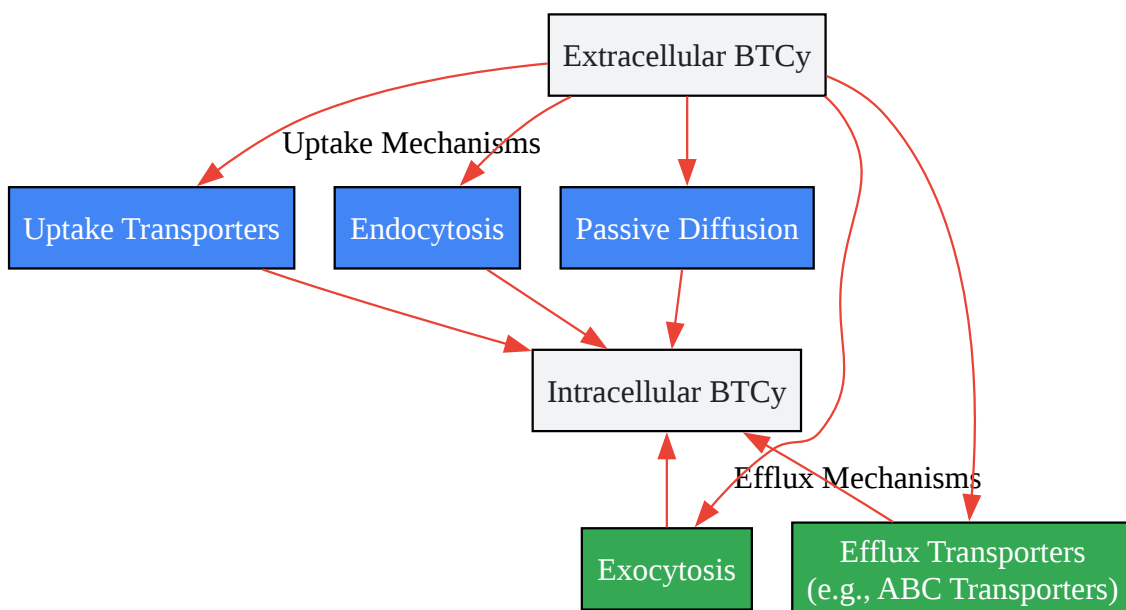 Extracellular BTCy
Uptake Mechanisms
Uptake Transporters
Endocytosis
Passive Diffusion
Intracellular BTCy
Efflux Mechanisms
Exocytosis
Efflux Transporters
(e.g., ABC Transporters)